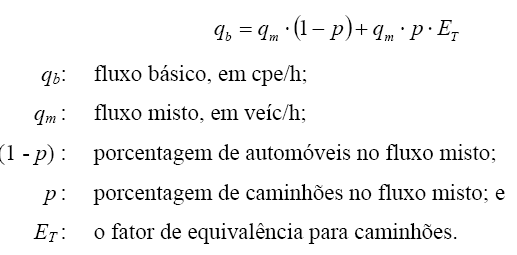 q_b = q_m · (1 − p) + q_m · p · E_T
q_b: fluxo básico, em cpe/h;
q_m: fluxo misto, em veíc/h;
(1 - p) : porcentagem de automóveis no fluxo misto;
p : porcentagem de caminhões no fluxo misto; e
E_T: o fator de equivalência para caminhões.